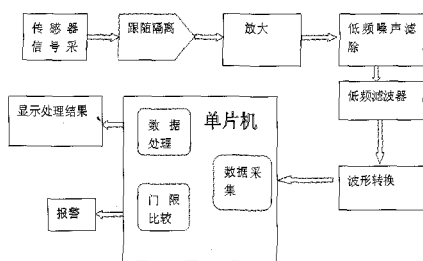 传感器
信号采
跟随隔离
放大
低频噪声滤
除
低频滤波器
波形转换
单片机
数据采
集
数据
处理
门限
比较
显示处理结果
报警